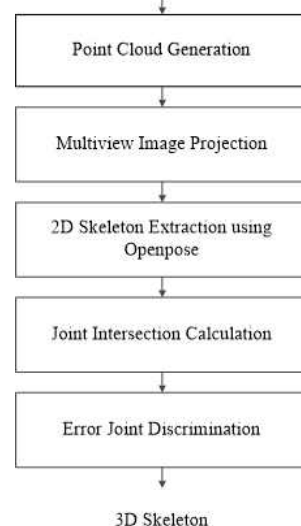 Point Cloud Generation
Multiview Image Projection
2D Skeleton Extraction using
Openpose
Joint Intersection Calculation
Error Joint Discrimination
3D Skeleton